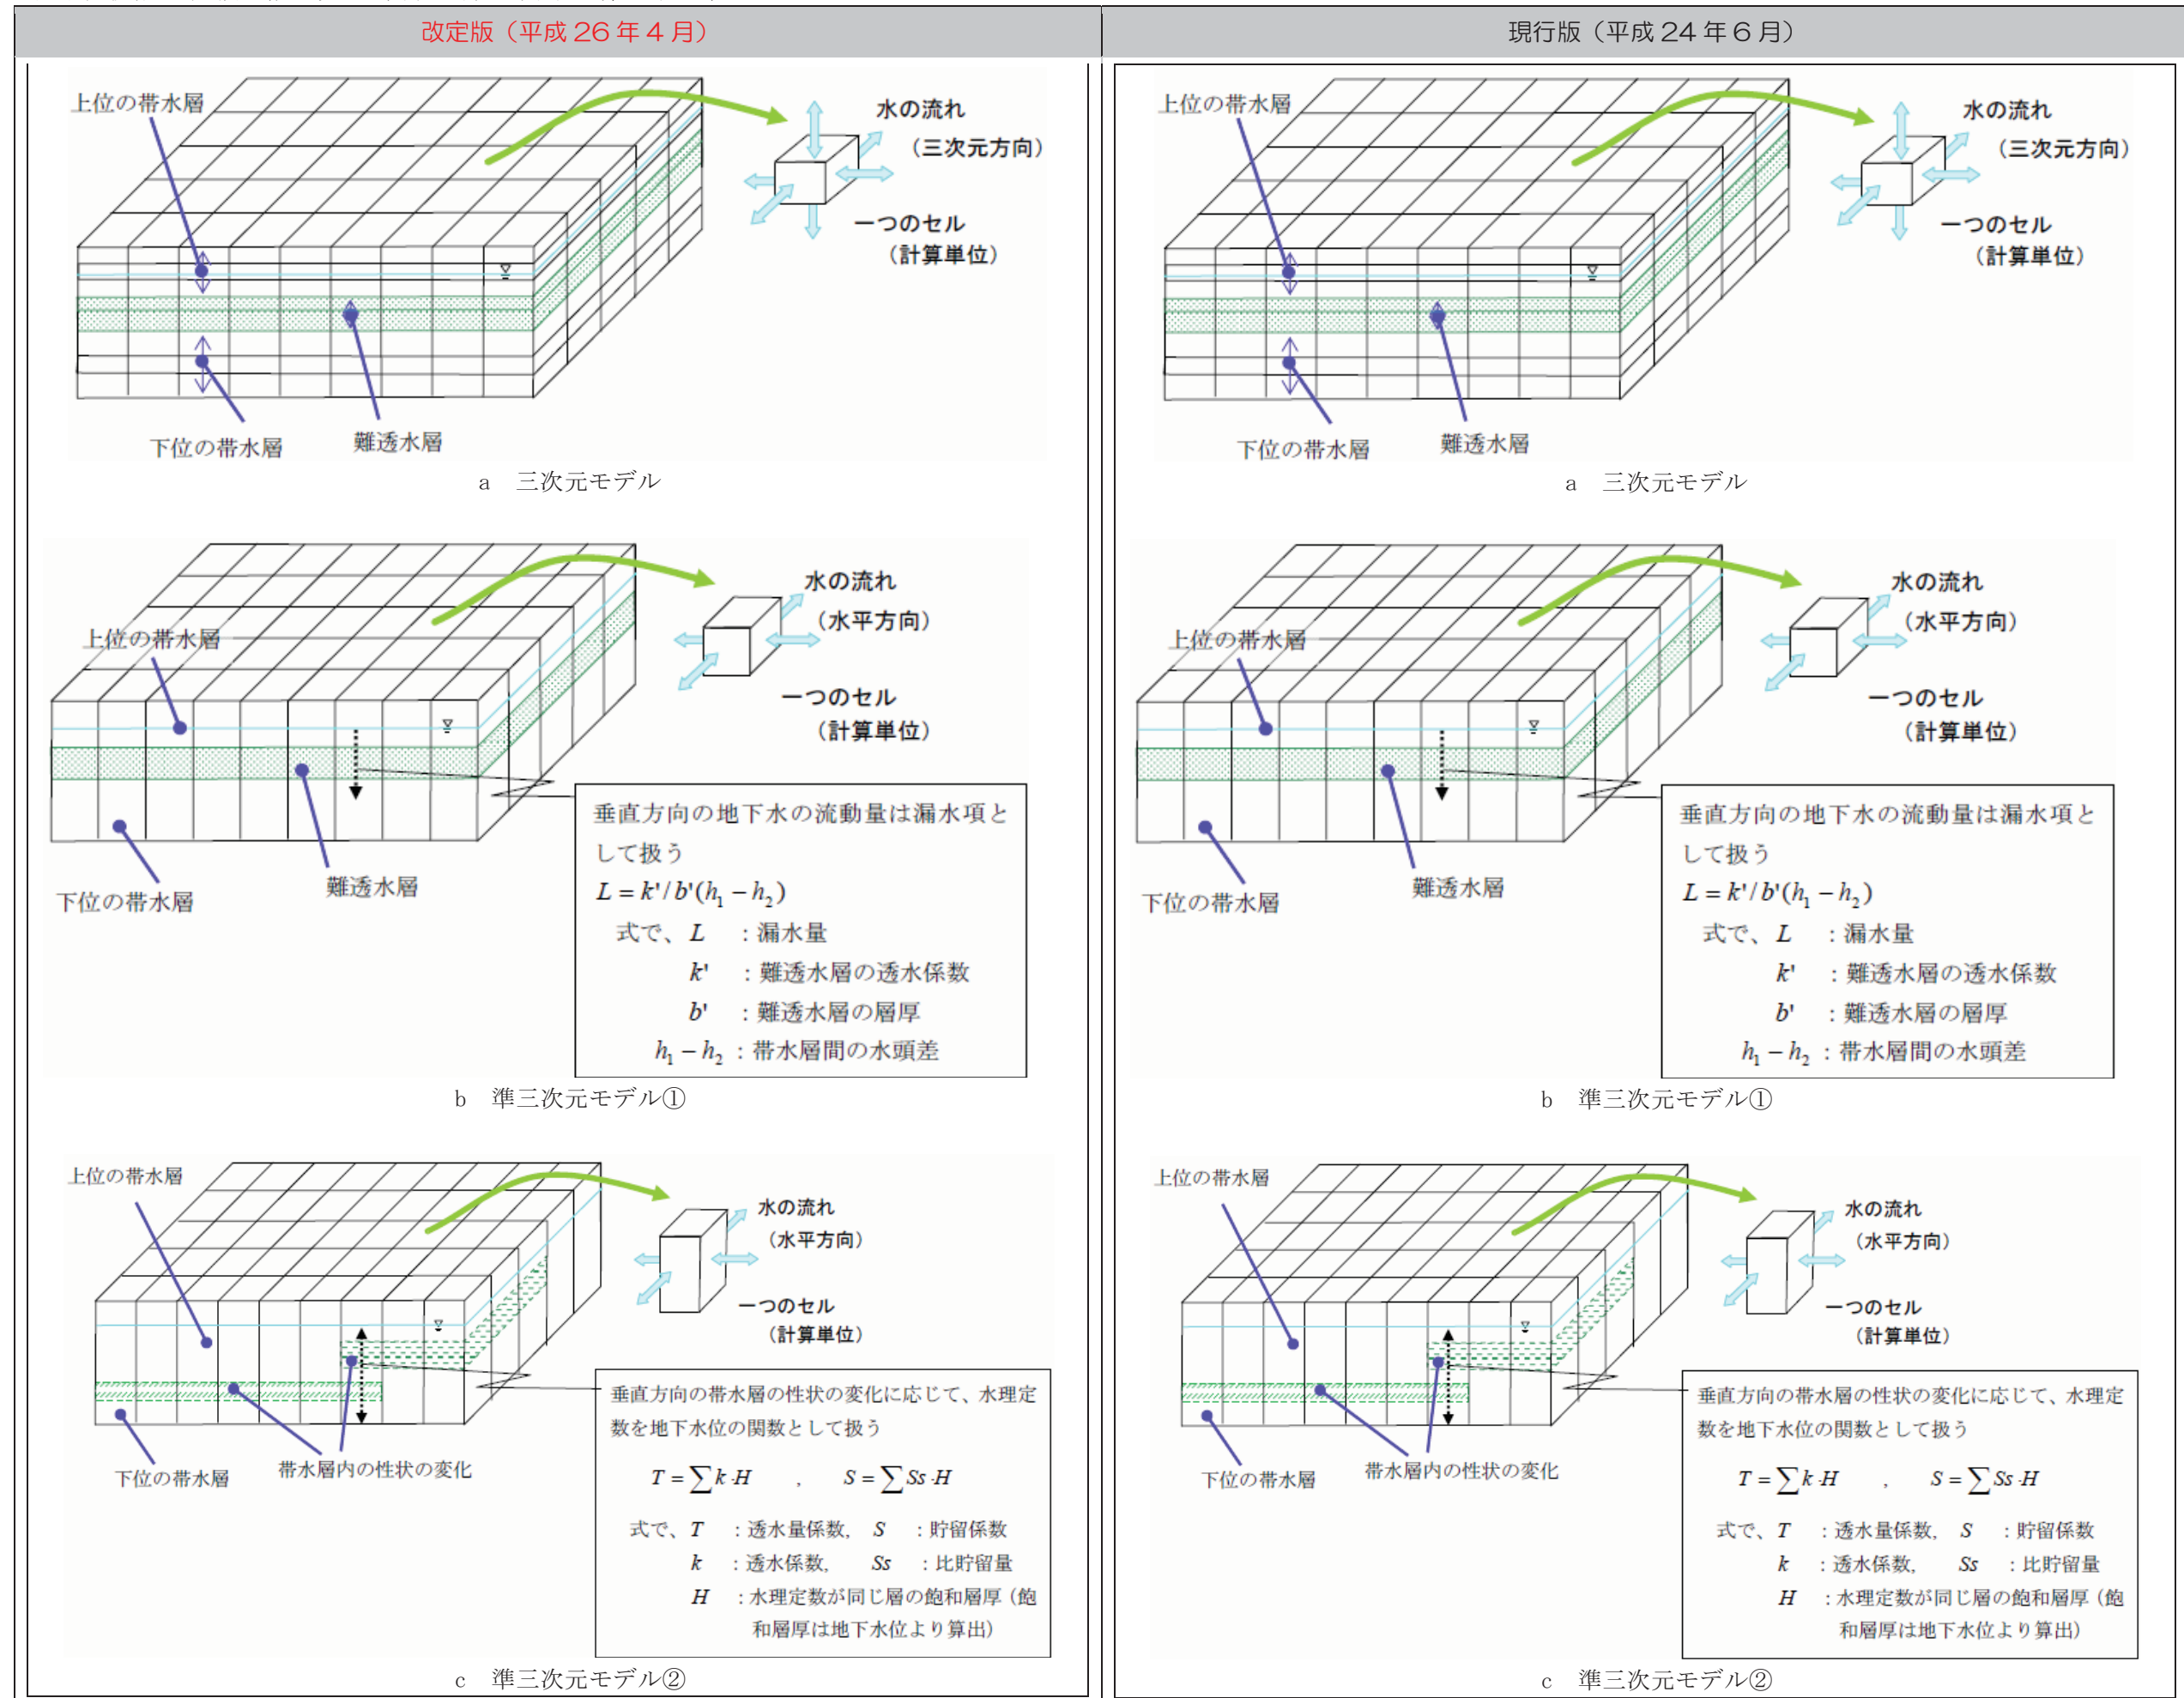 改定版（平成 26 年 4 月）
上位の帯水層
水の流れ
（三次元方向）
一つのセル
（計算単位）
下位の帯水層
難透水層
a　三次元モデル
上位の帯水層
水の流れ
（水平方向）
一つのセル
（計算単位）
下位の帯水層
難透水層
垂直方向の地下水の流動量は漏水項と
して扱う
L = k'/b'(h₁ − h₂)
式で、L　：漏水量
k'　：難透水層の透水係数
b'　：難透水層の層厚
h₁ − h₂：帯水層間の水頭差
b　準三次元モデル①
上位の帯水層
水の流れ
（水平方向）
一つのセル
（計算単位）
下位の帯水層
帯水層内の性状の変化
垂直方向の帯水層の性状の変化に応じて、水理定
数を地下水位の関数として扱う
T = ∑k·H　，　S = ∑Ss·H
式で、T　：透水量係数,　S　：貯留係数
k　：透水係数,　Ss　：比貯留量
H　：水理定数が同じ層の飽和層厚（飽
和層厚は地下水位より算出）
c　準三次元モデル②
現行版（平成 24 年 6 月）
上位の帯水層
水の流れ
（三次元方向）
一つのセル
（計算単位）
下位の帯水層
難透水層
a　三次元モデル
上位の帯水層
水の流れ
（水平方向）
一つのセル
（計算単位）
下位の帯水層
難透水層
垂直方向の地下水の流動量は漏水項と
して扱う
L = k'/b'(h₁ − h₂)
式で、L　：漏水量
k'　：難透水層の透水係数
b'　：難透水層の層厚
h₁ − h₂：帯水層間の水頭差
b　準三次元モデル①
上位の帯水層
水の流れ
（水平方向）
一つのセル
（計算単位）
下位の帯水層
帯水層内の性状の変化
垂直方向の帯水層の性状の変化に応じて、水理定
数を地下水位の関数として扱う
T = ∑k·H　，　S = ∑Ss·H
式で、T　：透水量係数,　S　：貯留係数
k　：透水係数,　Ss　：比貯留量
H　：水理定数が同じ層の飽和層厚（飽
和層厚は地下水位より算出）
c　準三次元モデル②